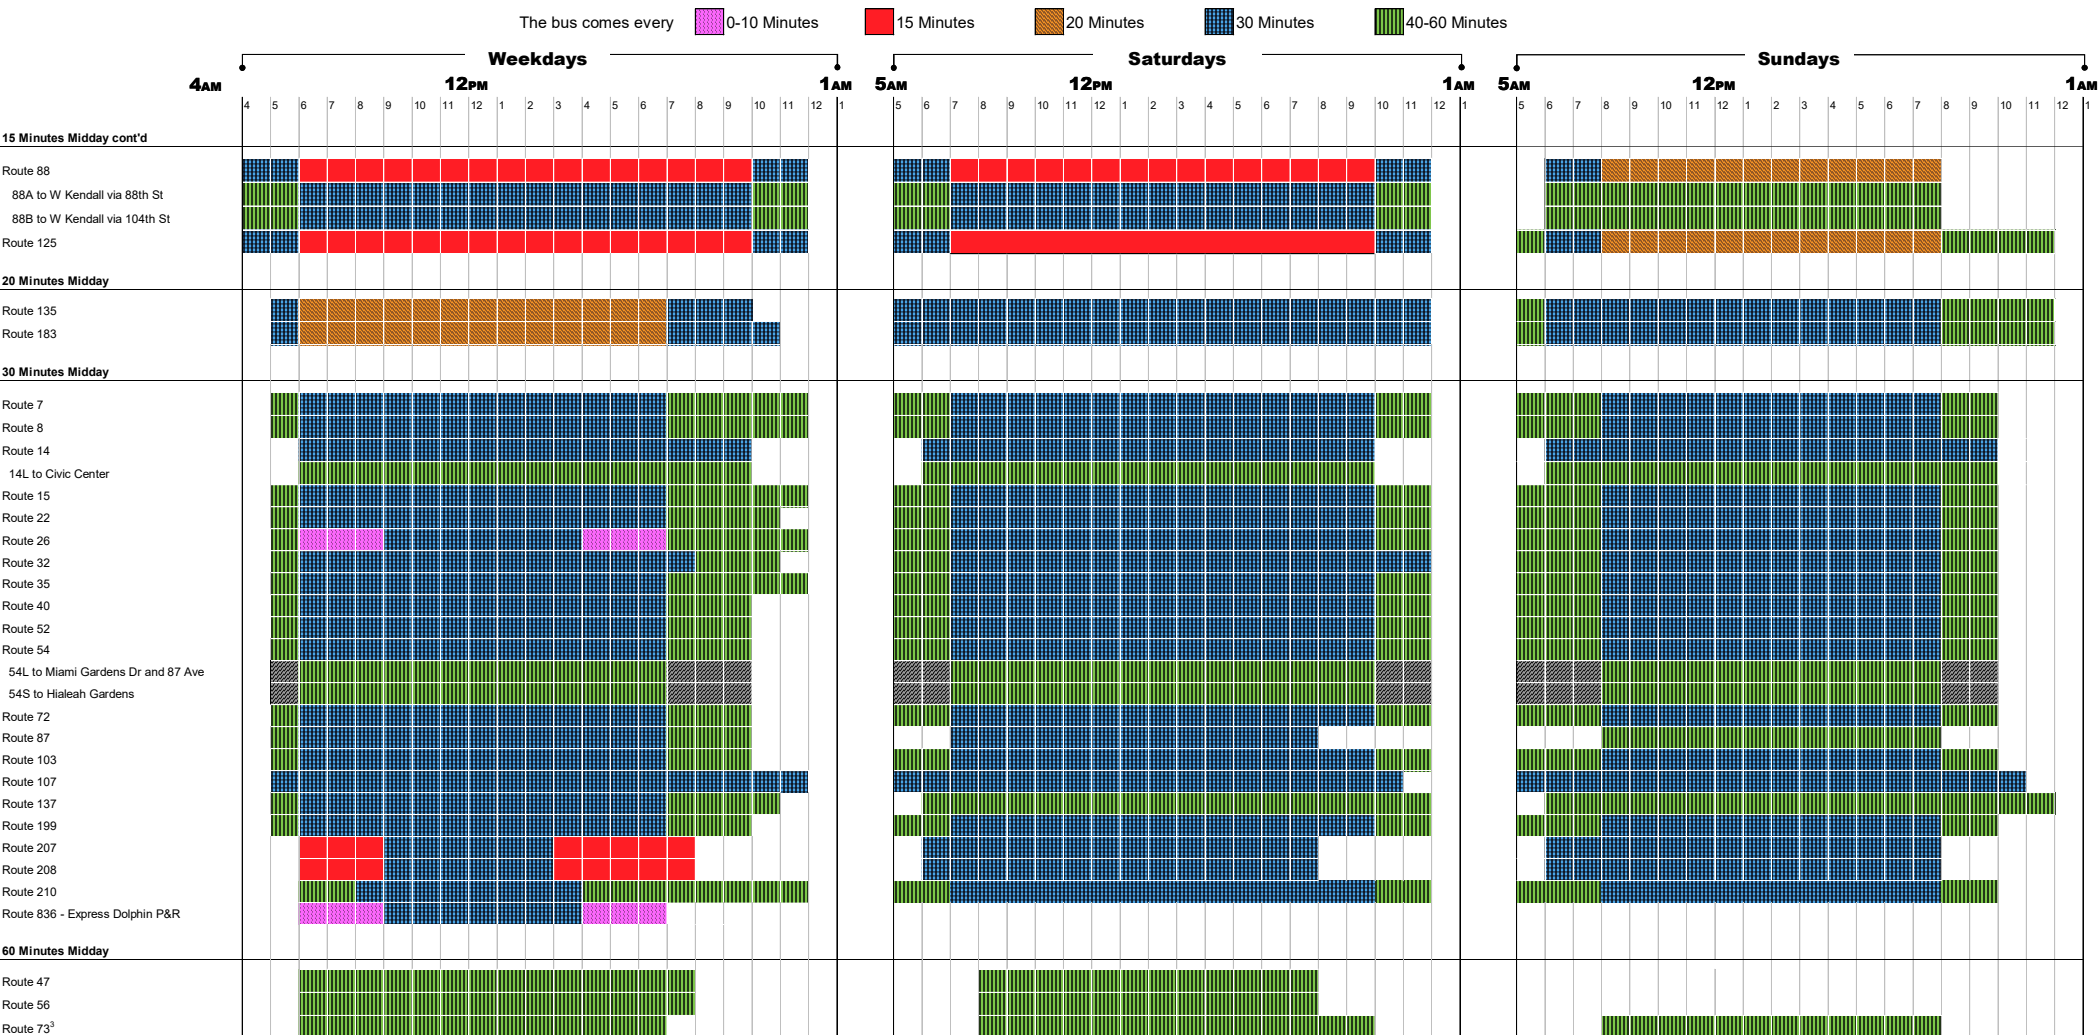 The bus comes every 0-10 Minutes 15 Minutes 20 Minutes 30 Minutes 40-60 Minutes
Weekdays Saturdays Sundays
4AM 12PM 1AM 5AM 12PM 1AM 5AM 12PM 1AM
4 5 6 7 8 9 10 11 12 1 2 3 4 5 6 7 8 9 10 11 12 1 5 6 7 8 9 10 11 12 1 2 3 4 5 6 7 8 9 10 11 12 1 5 6 7 8 9 10 11 12 1 2 3 4 5 6 7 8 9 10 11 12 1
15 Minutes Midday cont'd
Route 88
88A to W Kendall via 88th St
88B to W Kendall via 104th St
Route 125
20 Minutes Midday
Route 135
Route 183
30 Minutes Midday
Route 7
Route 8
Route 14
14L to Civic Center
Route 15
Route 22
Route 26
Route 32
Route 35
Route 40
Route 52
Route 54
54L to Miami Gardens Dr and 87 Ave
54S to Hialeah Gardens
Route 72
Route 87
Route 103
Route 107
Route 137
Route 199
Route 207
Route 208
Route 210
Route 836 - Express Dolphin P&R
60 Minutes Midday
Route 47
Route 56
Route 73³